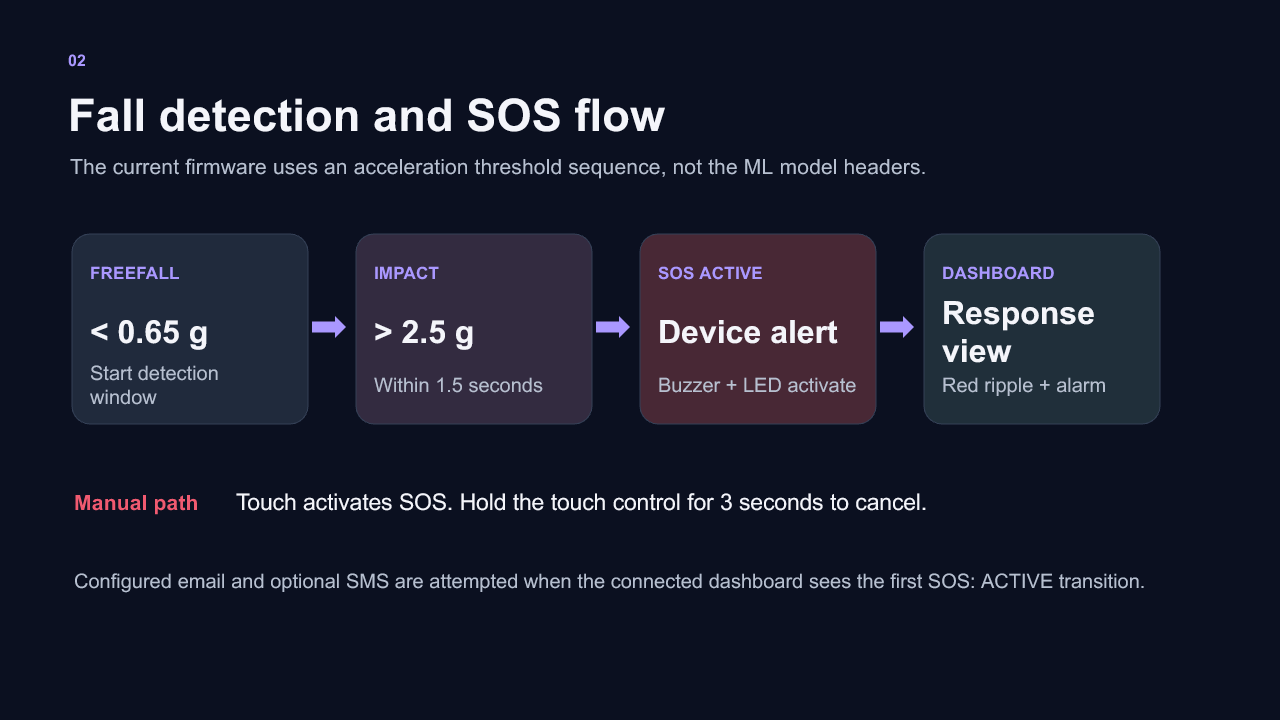 02
Fall detection and SOS flow
The current firmware uses an acceleration threshold sequence, not the ML model headers.
FREEFALL
< 0.65 g
Start detection
window
IMPACT
> 2.5 g
Within 1.5 seconds
SOS ACTIVE
Device alert
Buzzer + LED activate
DASHBOARD
Response
view
Red ripple + alarm
Manual path
Touch activates SOS. Hold the touch control for 3 seconds to cancel.
Configured email and optional SMS are attempted when the connected dashboard sees the first SOS: ACTIVE transition.